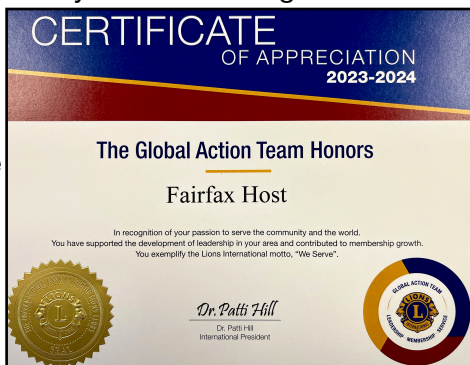 CERTIFICATE
OF APPRECIATION
2023-2024
The Global Action Team Honors
Fairfax Host
In recognition of your passion to serve the community and the world.
You have supported the development of leadership in your area and contributed to membership growth.
You exemplify the Lions International motto, “We Serve”.
Dr. Patti Hill
Dr. Patti Hill
International President
LIONS
L
INTERNATIONAL
SEAL
GLOBAL ACTION TEAM
LIONS
L
LEADERSHIP · MEMBERSHIP · SERVICE